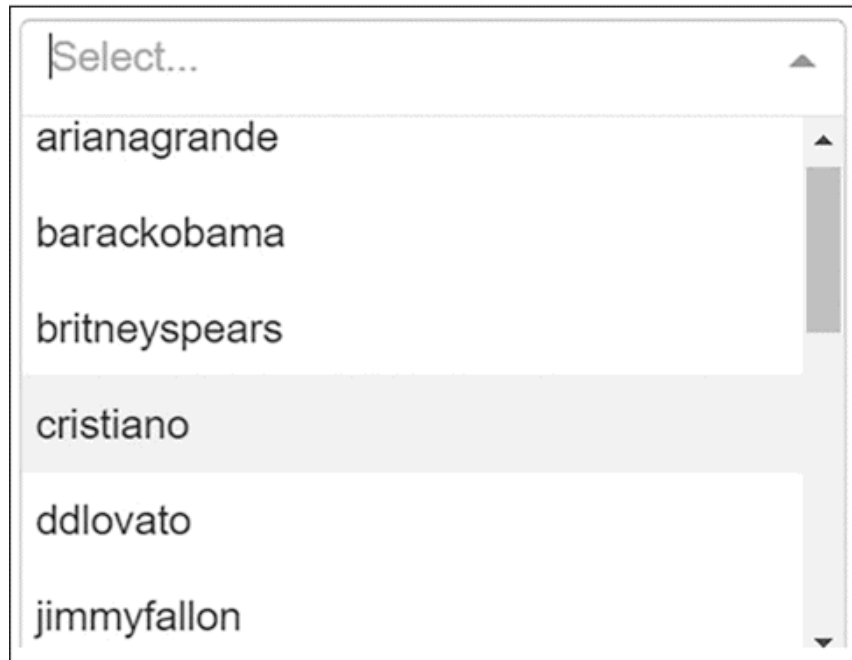 Select...
arianagrande
barackobama
britneyspears
cristiano
ddlovato
jimmyfallon